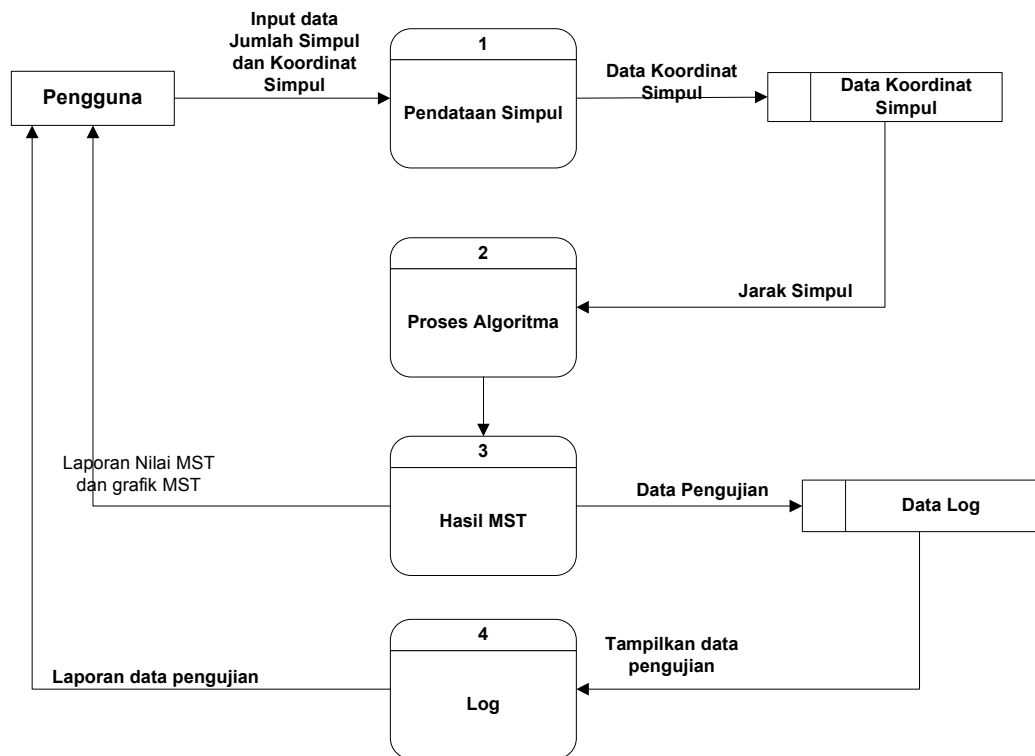 Input data
Jumlah Simpul
dan Koordinat
Simpul
1
Pengguna
Pendataan Simpul
Data Koordinat
Simpul
Data Koordinat
Simpul
2
Proses Algoritma
Jarak Simpul
3
Hasil MST
Laporan Nilai MST
dan grafik MST
Data Pengujian
Data Log
4
Log
Tampilkan data
pengujian
Laporan data pengujian